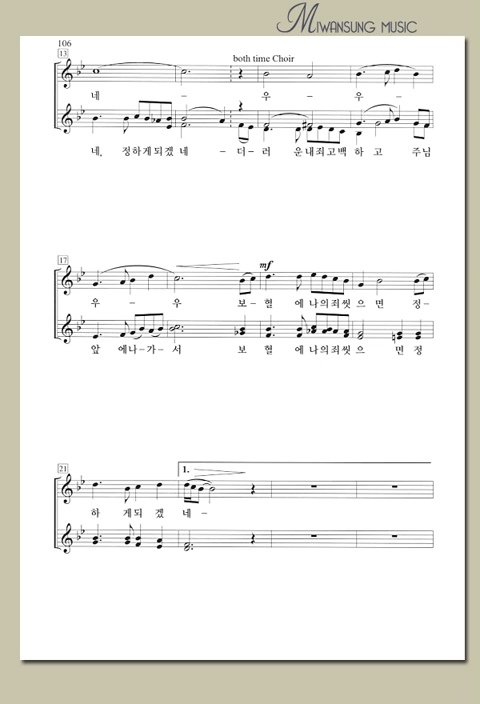 MIWANSUNG MUSIC
106
13
both time Choir
네 – 우 – 우 –
네, 정하게되겠 네 – 더– 러 운내죄고백 하 고 주님
17
mf
우 – 우 보– 혈 에나의죄씻 으 면 정–
앞 에나–가– 서 보 혈 에나의죄씻 으 면 정
21
1.
하 게되 겠 네 –